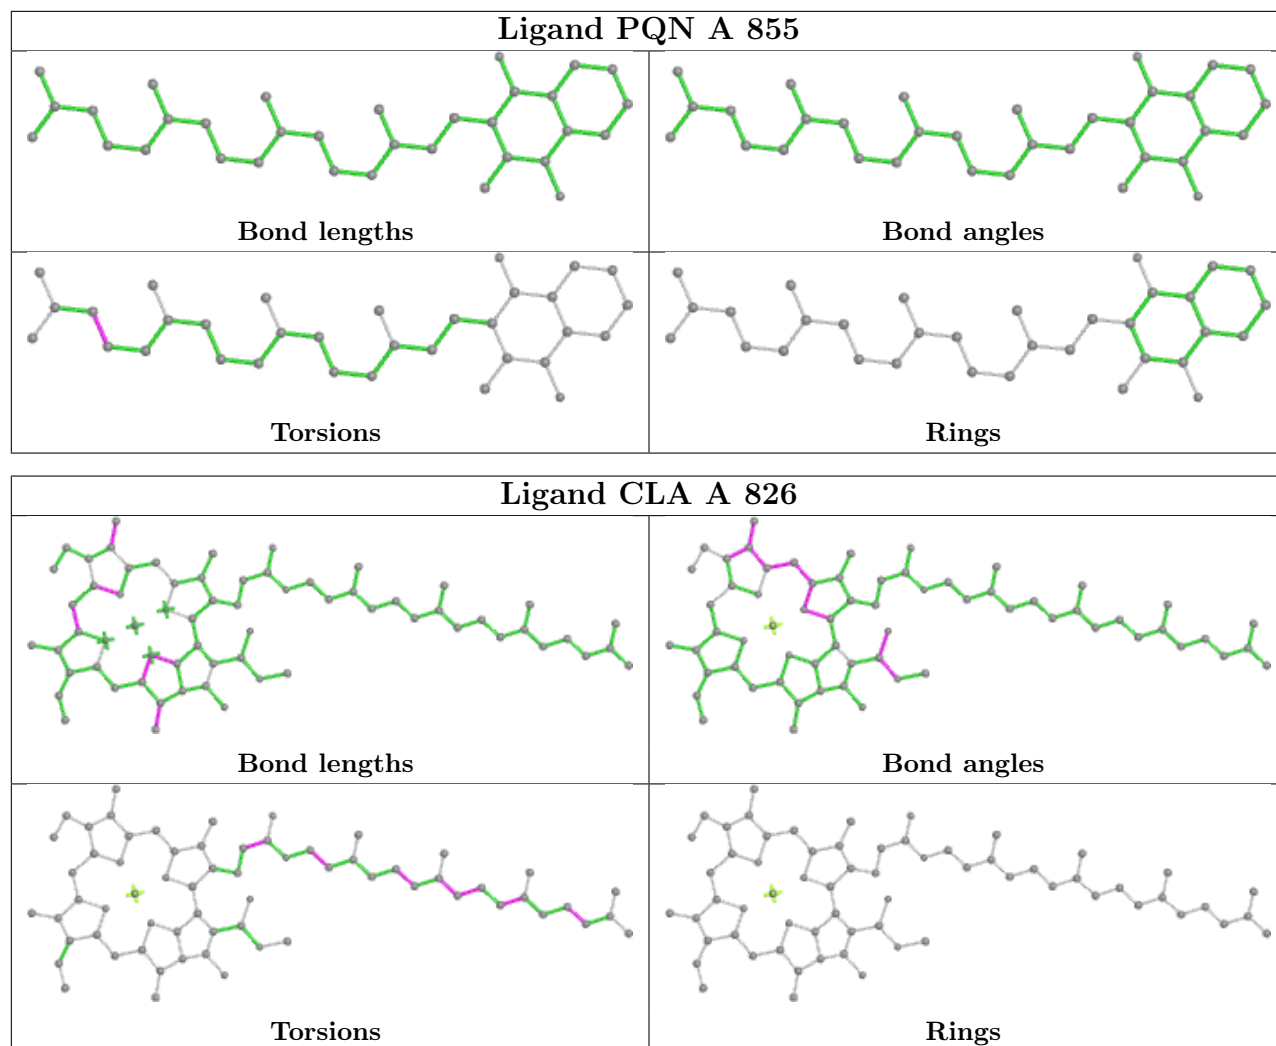 Ligand PQN A 855
Bond lengths
Bond angles
Torsions
Rings
Ligand CLA A 826
Bond lengths
Bond angles
Torsions
Rings